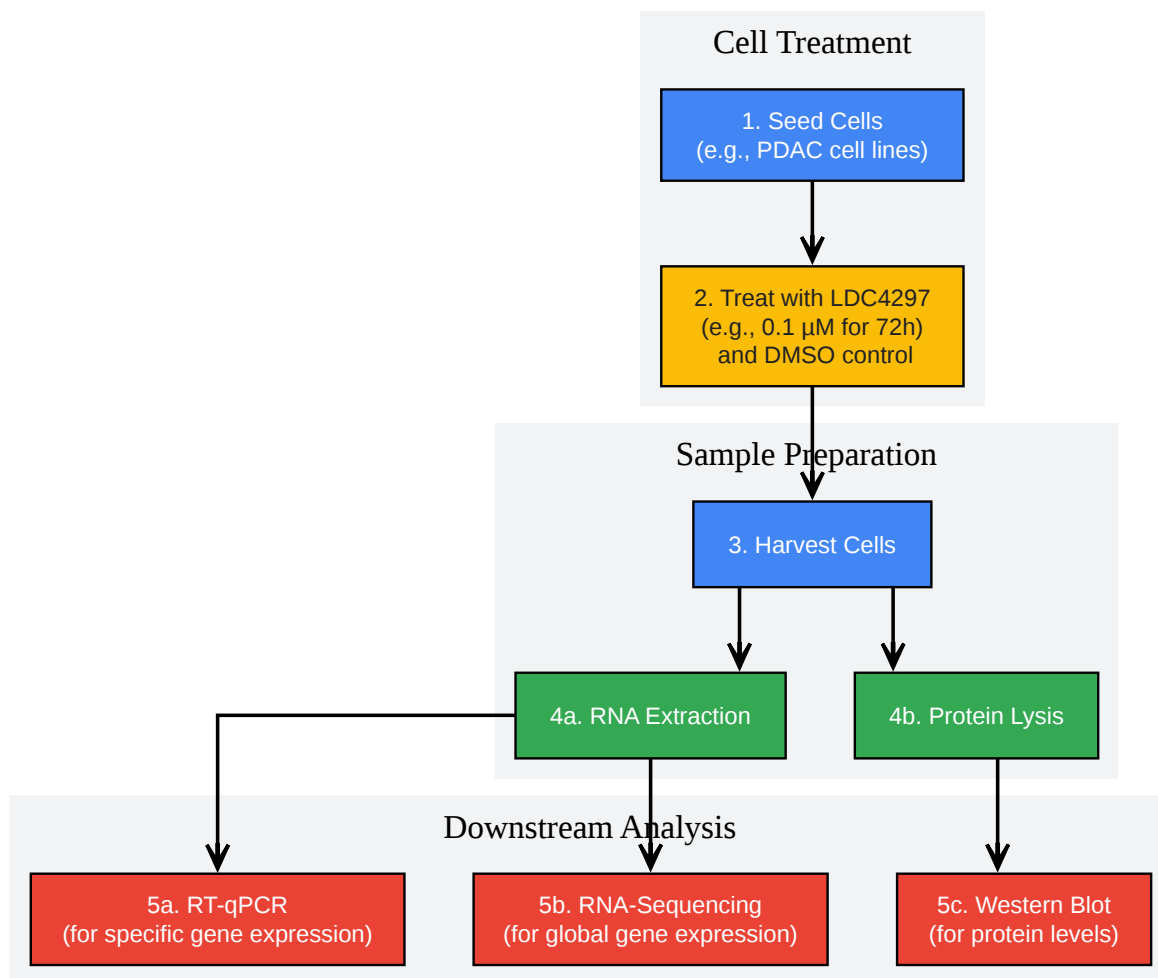 Cell Treatment
1. Seed Cells
(e.g., PDAC cell lines)
2. Treat with LDC4297
(e.g., 0.1 µM for 72h)
and DMSO control
Sample Preparation
3. Harvest Cells
4a. RNA Extraction
4b. Protein Lysis
Downstream Analysis
5a. RT-qPCR
(for specific gene expression)
5b. RNA-Sequencing
(for global gene expression)
5c. Western Blot
(for protein levels)